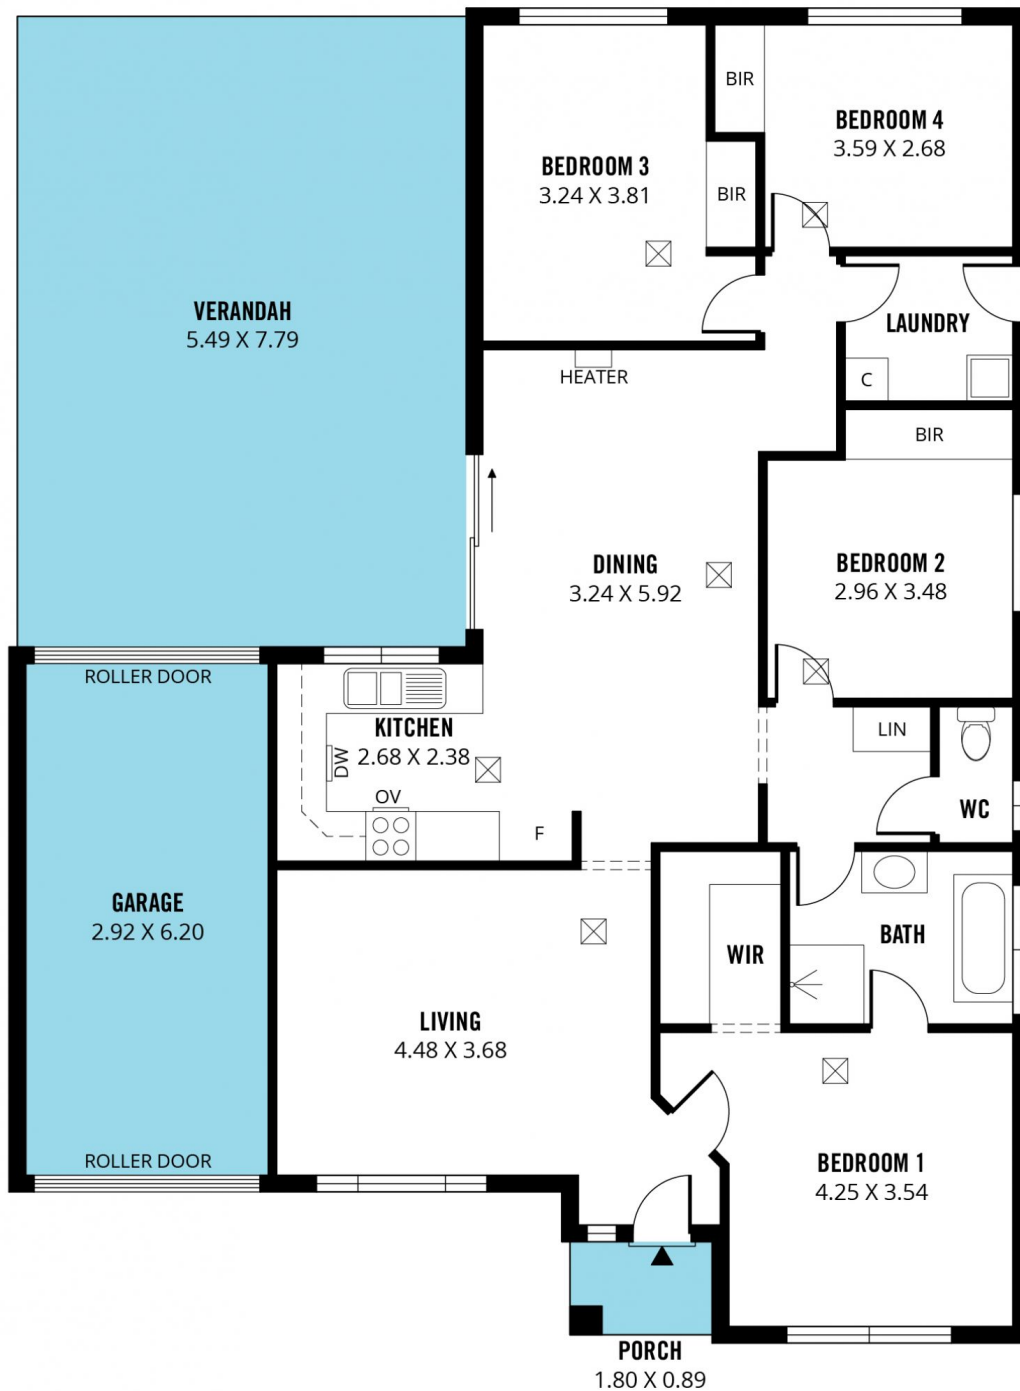 BIR
BEDROOM 4
3.59 X 2.68
BEDROOM 3
3.24 X 3.81
BIR
VERANDAH
5.49 X 7.79
LAUNDRY
HEATER
C
BIR
DINING
3.24 X 5.92
BEDROOM 2
2.96 X 3.48
ROLLER DOOR
KITCHEN
2.68 X 2.38
DW
OV
F
LIN
WC
GARAGE
2.92 X 6.20
WIR
BATH
LIVING
4.48 X 3.68
ROLLER DOOR
BEDROOM 1
4.25 X 3.54
PORCH
1.80 X 0.89